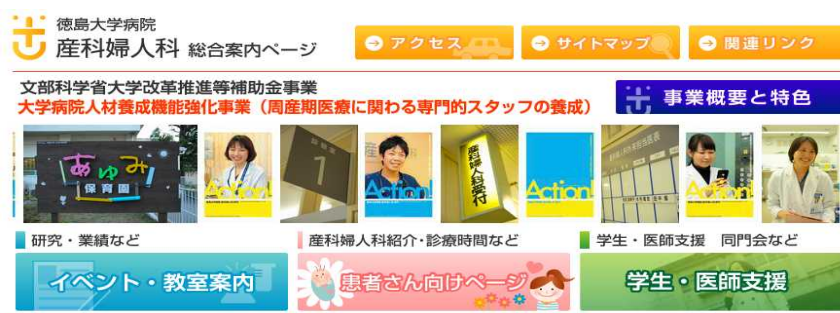 徳島大学病院
産科婦人科 総合案内ページ
アクセス
サイトマップ
関連リンク
文部科学省大学改革推進等補助金事業
大学病院人材養成機能強化事業（周産期医療に関わる専門的スタッフの養成）
事業概要と特色
あゆみ
保育園
Action!
1
Action!
産科婦人科受付
Action!
Action!
研究・業績など
産科婦人科紹介・診療時間など
学生・医師支援 同門会など
イベント・教室案内
患者さん向けページ
学生・医師支援